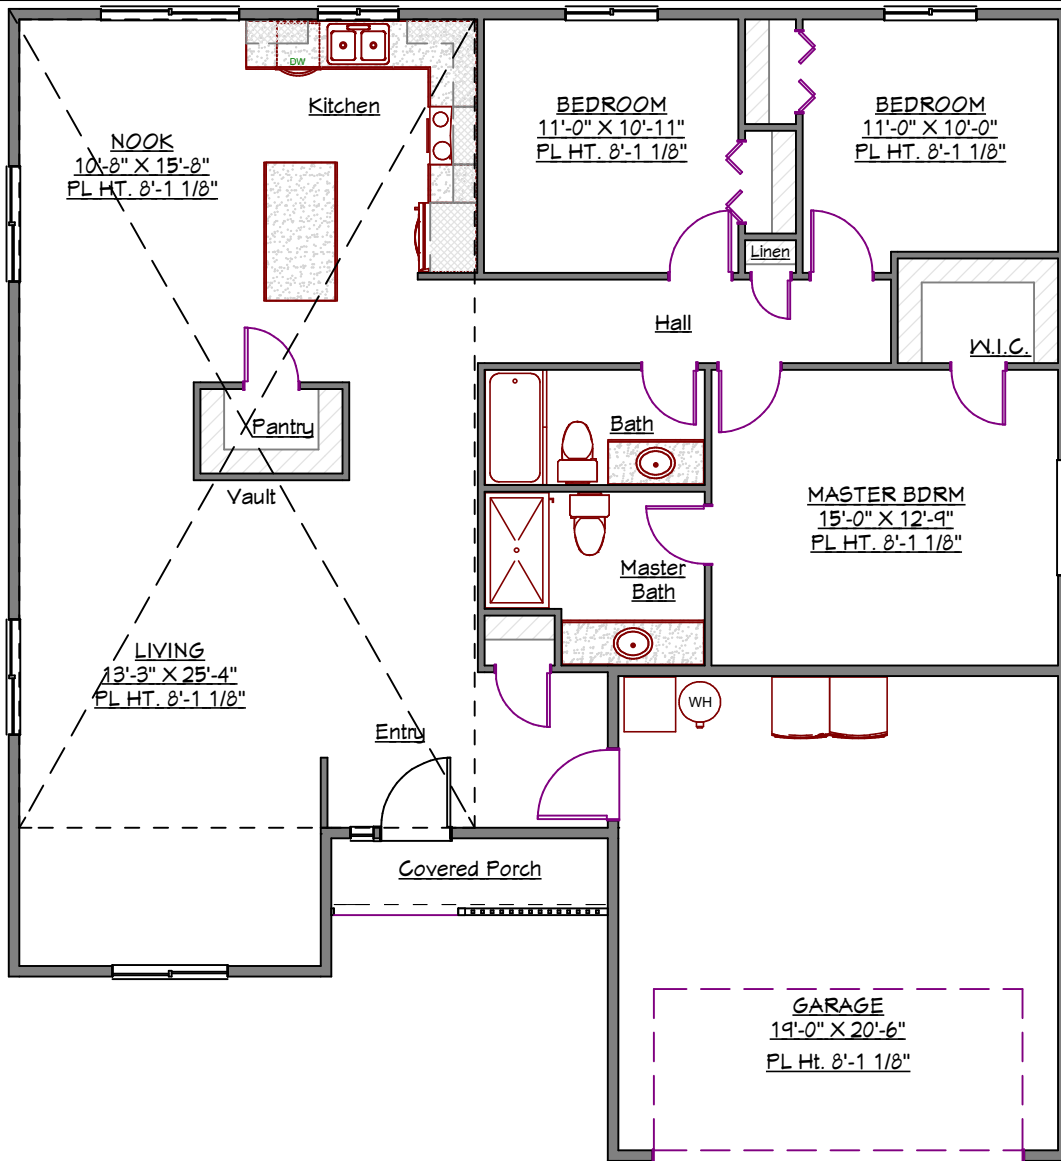 DW
Kitchen
NOOK
10'-8" X 15'-8"
PL HT. 8'-1 1/8"
BEDROOM
11'-0" X 10'-11"
PL HT. 8'-1 1/8"
BEDROOM
11'-0" X 10'-0"
PL HT. 8'-1 1/8"
Linen
Hall
W.I.C.
Pantry
Vault
Bath
MASTER BDRM
15'-0" X 12'-9"
PL HT. 8'-1 1/8"
Master
Bath
LIVING
13'-3" X 25'-4"
PL HT. 8'-1 1/8"
Entry
WH
Covered Porch
GARAGE
19'-0" X 20'-6"
PL Ht. 8'-1 1/8"